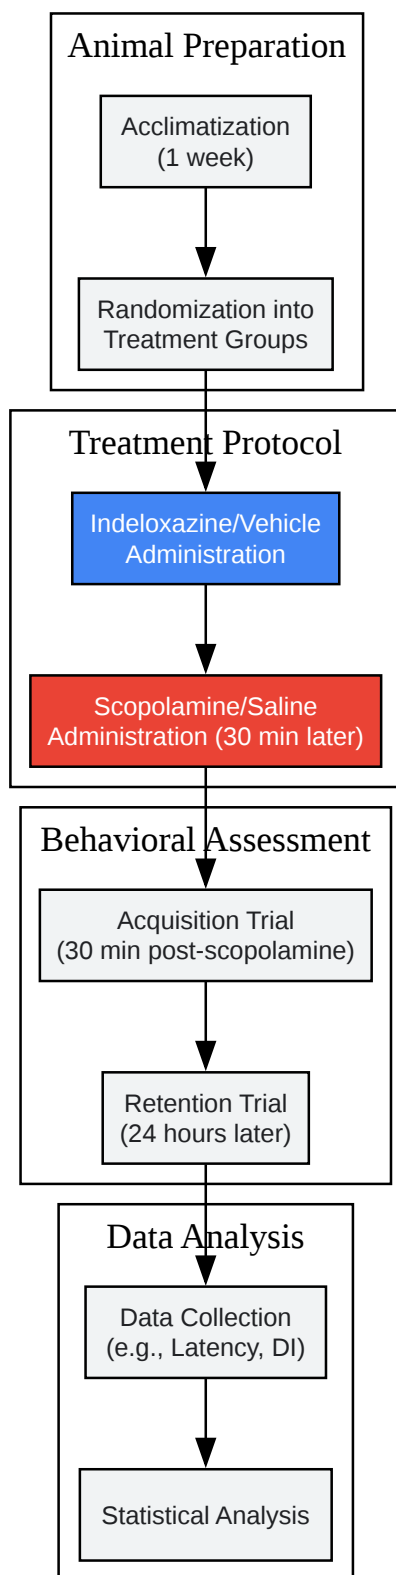 Animal Preparation
Acclimatization
(1 week)
Randomization into
Treatment Groups
Treatment Protocol
Indeloxazine/Vehicle
Administration
Scopolamine/Saline
Administration (30 min later)
Behavioral Assessment
Acquisition Trial
(30 min post-scopolamine)
Retention Trial
(24 hours later)
Data Analysis
Data Collection
(e.g., Latency, DI)
Statistical Analysis